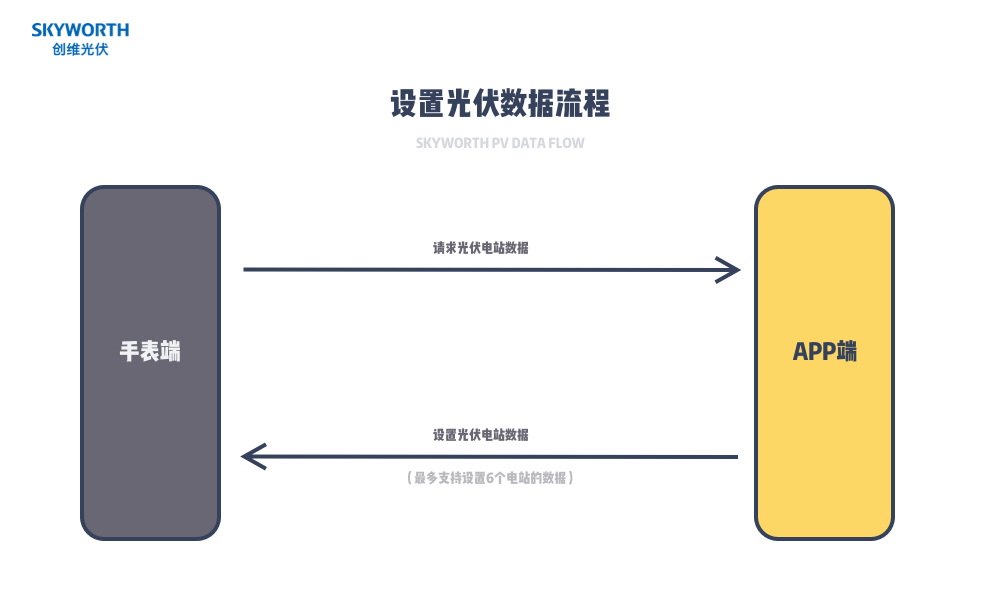 SKYWORTH
创维光伏
设置光伏数据流程
SKYWORTH PV DATA FLOW
请求光伏电站数据
手表端
APP端
设置光伏电站数据
(最多支持设置6个电站的数据)